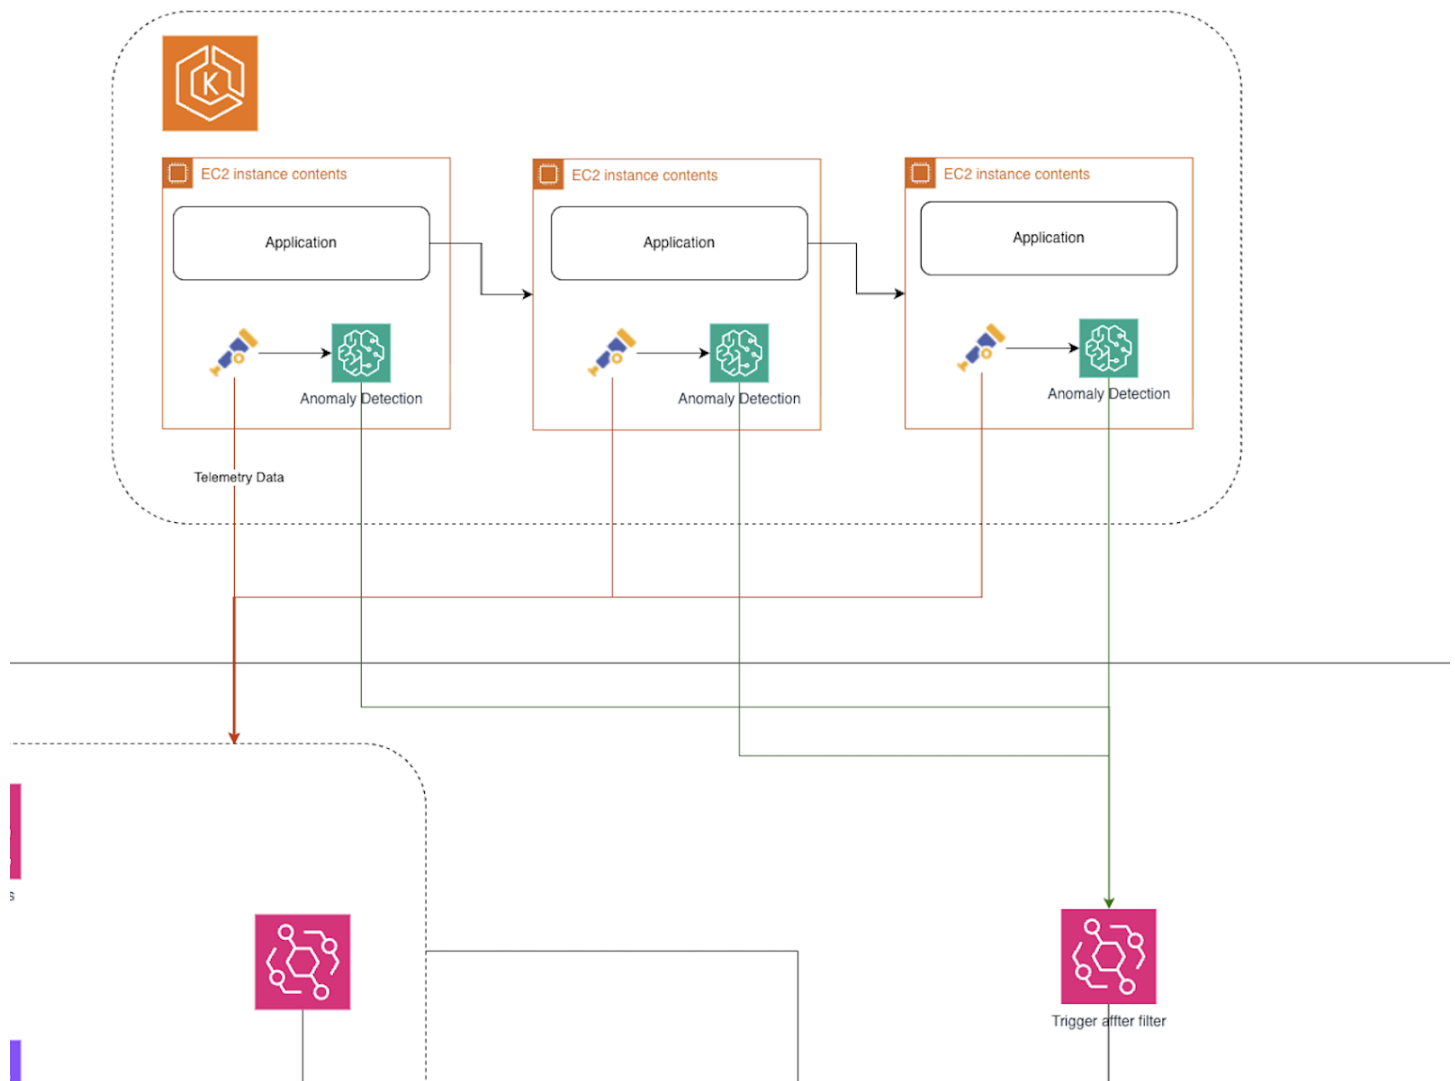 K
EC2 instance contents
EC2 instance contents
EC2 instance contents
Application
Application
Application
Anomaly Detection
Anomaly Detection
Anomaly Detection
Telemetry Data
s
Trigger affter filter